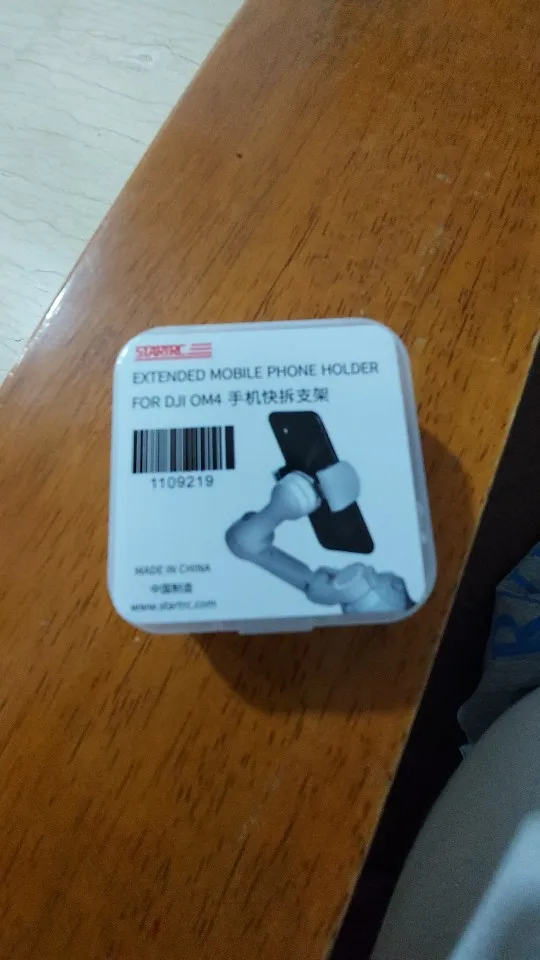 STARTRC
EXTENDED MOBILE PHONE HOLDER
FOR DJI OM4 手机快拆支架
1109219
MADE IN CHINA
中国制造
www.startrc.com